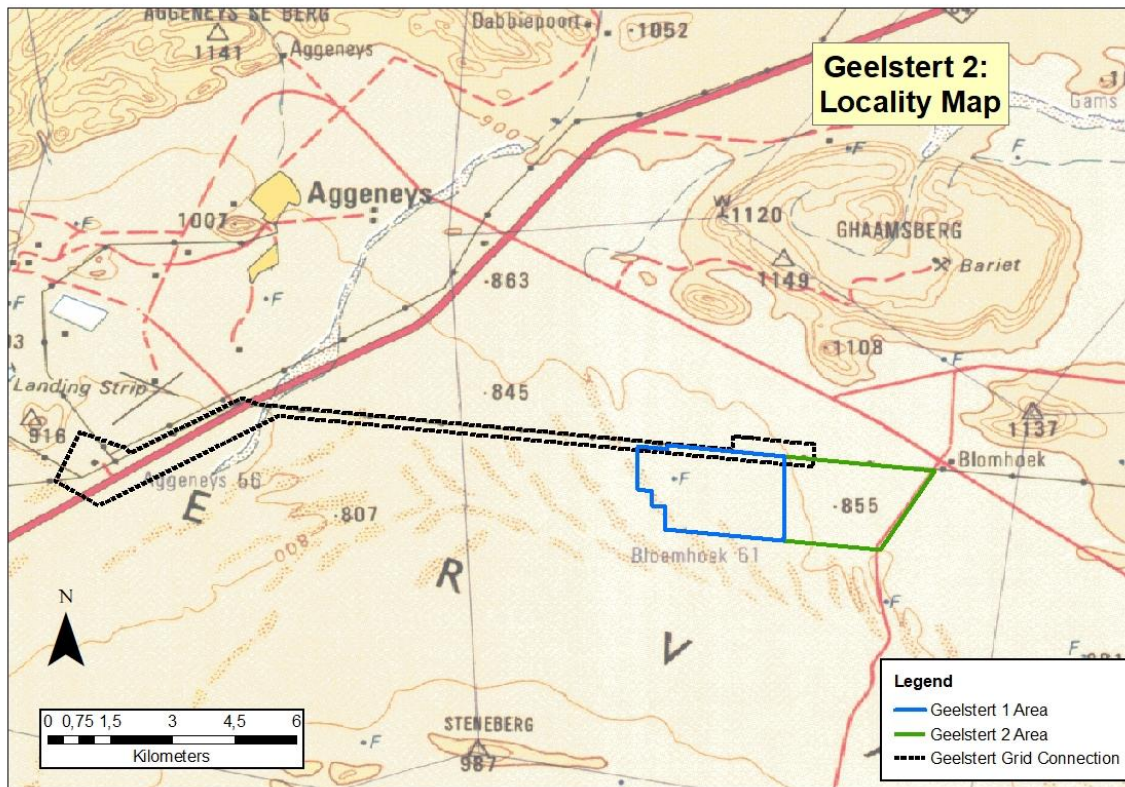 AGGENEYS SE BERG
1141
Aggeneys
Dabbiepoort
1052
Geelstert 2:
Locality Map
Gams
F
Aggeneys
1007
F
W
1120
GHAAMSBERG
1149
Bariet
F
F
863
F
F
1108
F
Landing Strip
845
916
1137
Blomhoek
Aggeneys 56
F
E
807
855
800
Bloemhoek 61
R
F
V
F
N
Legend
Geelstert 1 Area
Geelstert 2 Area
Geelstert Grid Connection
0 0,75 1,5 3 4,5 6
Kilometers
STENEBERG
F
987